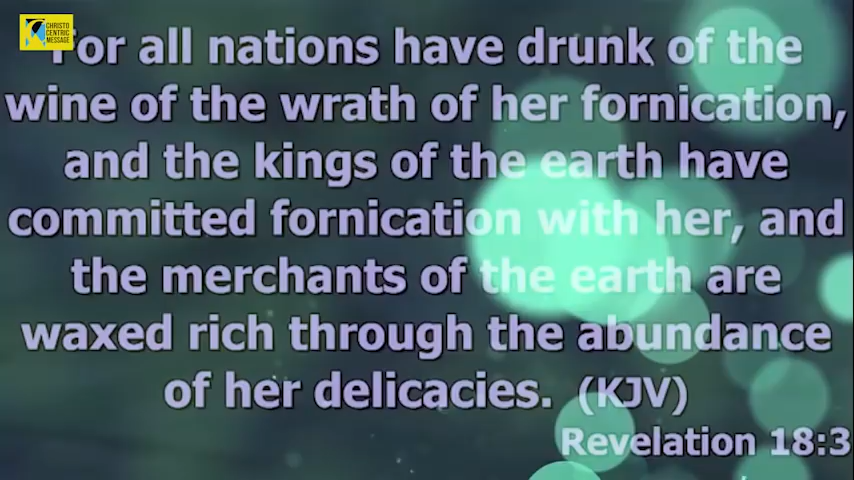 CHRISTO
CENTRIC
MESSAGE
For all nations have drunk of the
wine of the wrath of her fornication,
and the kings of the earth have
committed fornication with her, and
the merchants of the earth are
waxed rich through the abundance
of her delicacies. (KJV)
Revelation 18:3